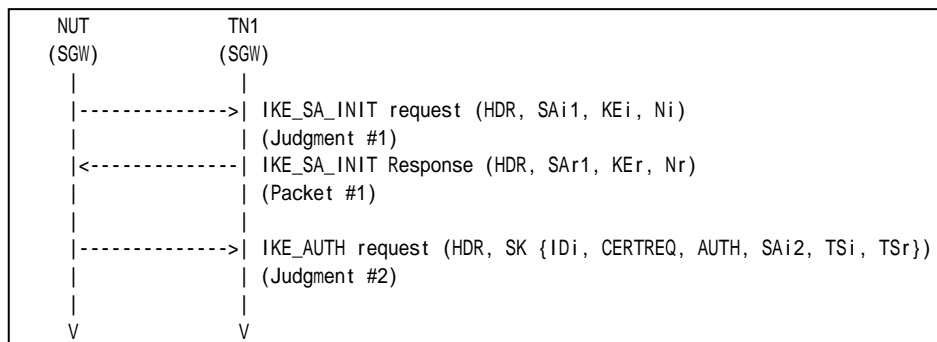 NUT TN1
(SGW) (SGW)
| |
|-------------->| IKE_SA_INIT request (HDR, SAi1, KEi, Ni)
| | (Judgment #1)
|<--------------| IKE_SA_INIT Response (HDR, SAr1, KEr, Nr)
| | (Packet #1)
| |
|-------------->| IKE_AUTH request (HDR, SK {IDi, CERTREQ, AUTH, SAi2, TSi, TSr})
| | (Judgment #2)
| |
V V